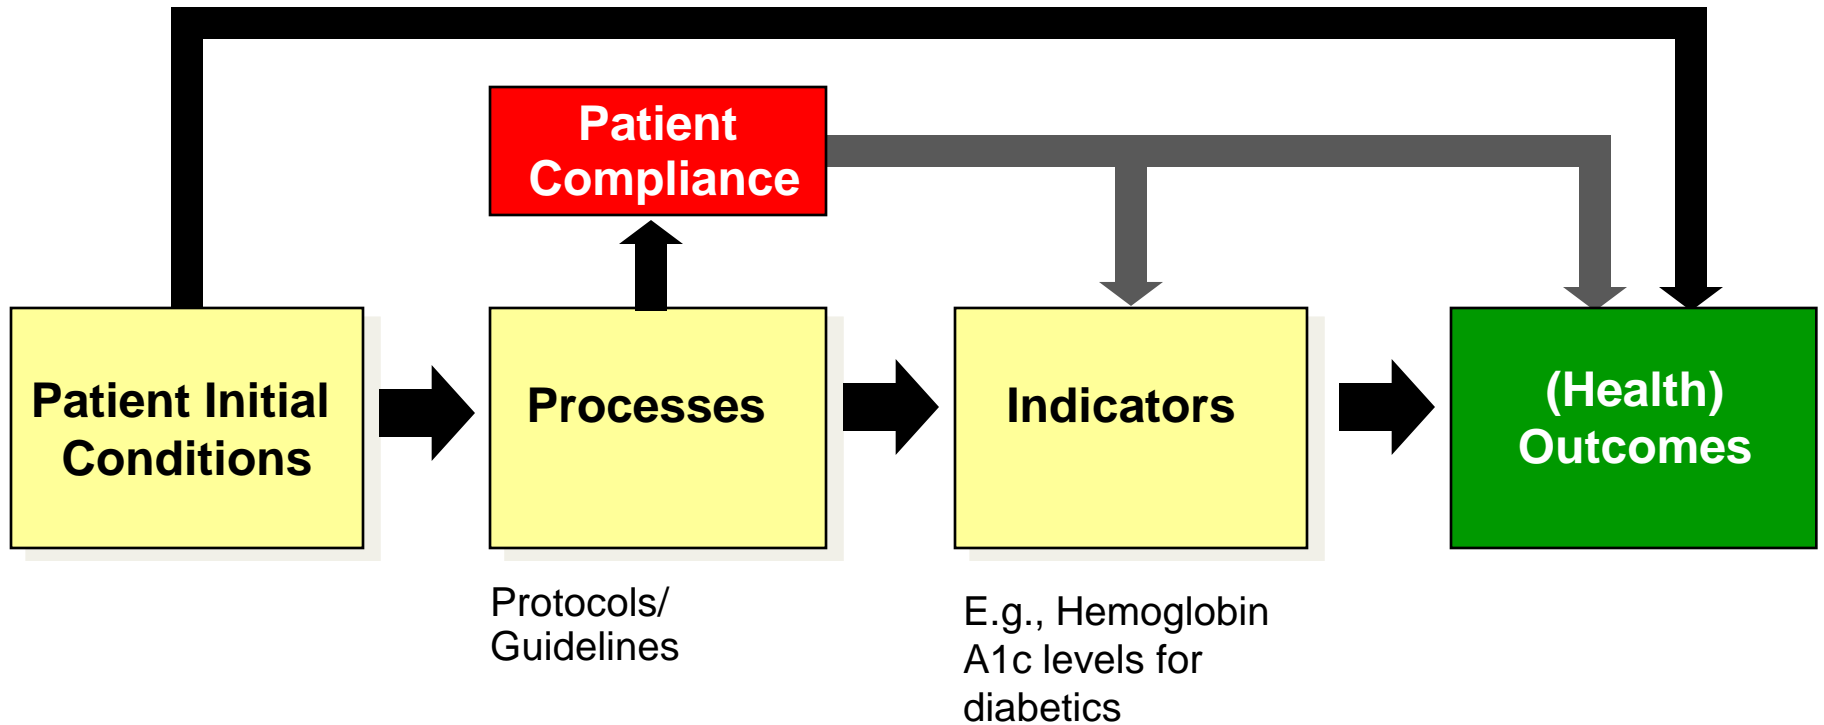 Patient
Compliance
Patient Initial
Conditions
Processes
Indicators
(Health)
Outcomes
Protocols/
Guidelines
E.g., Hemoglobin
A1c levels for
diabetics